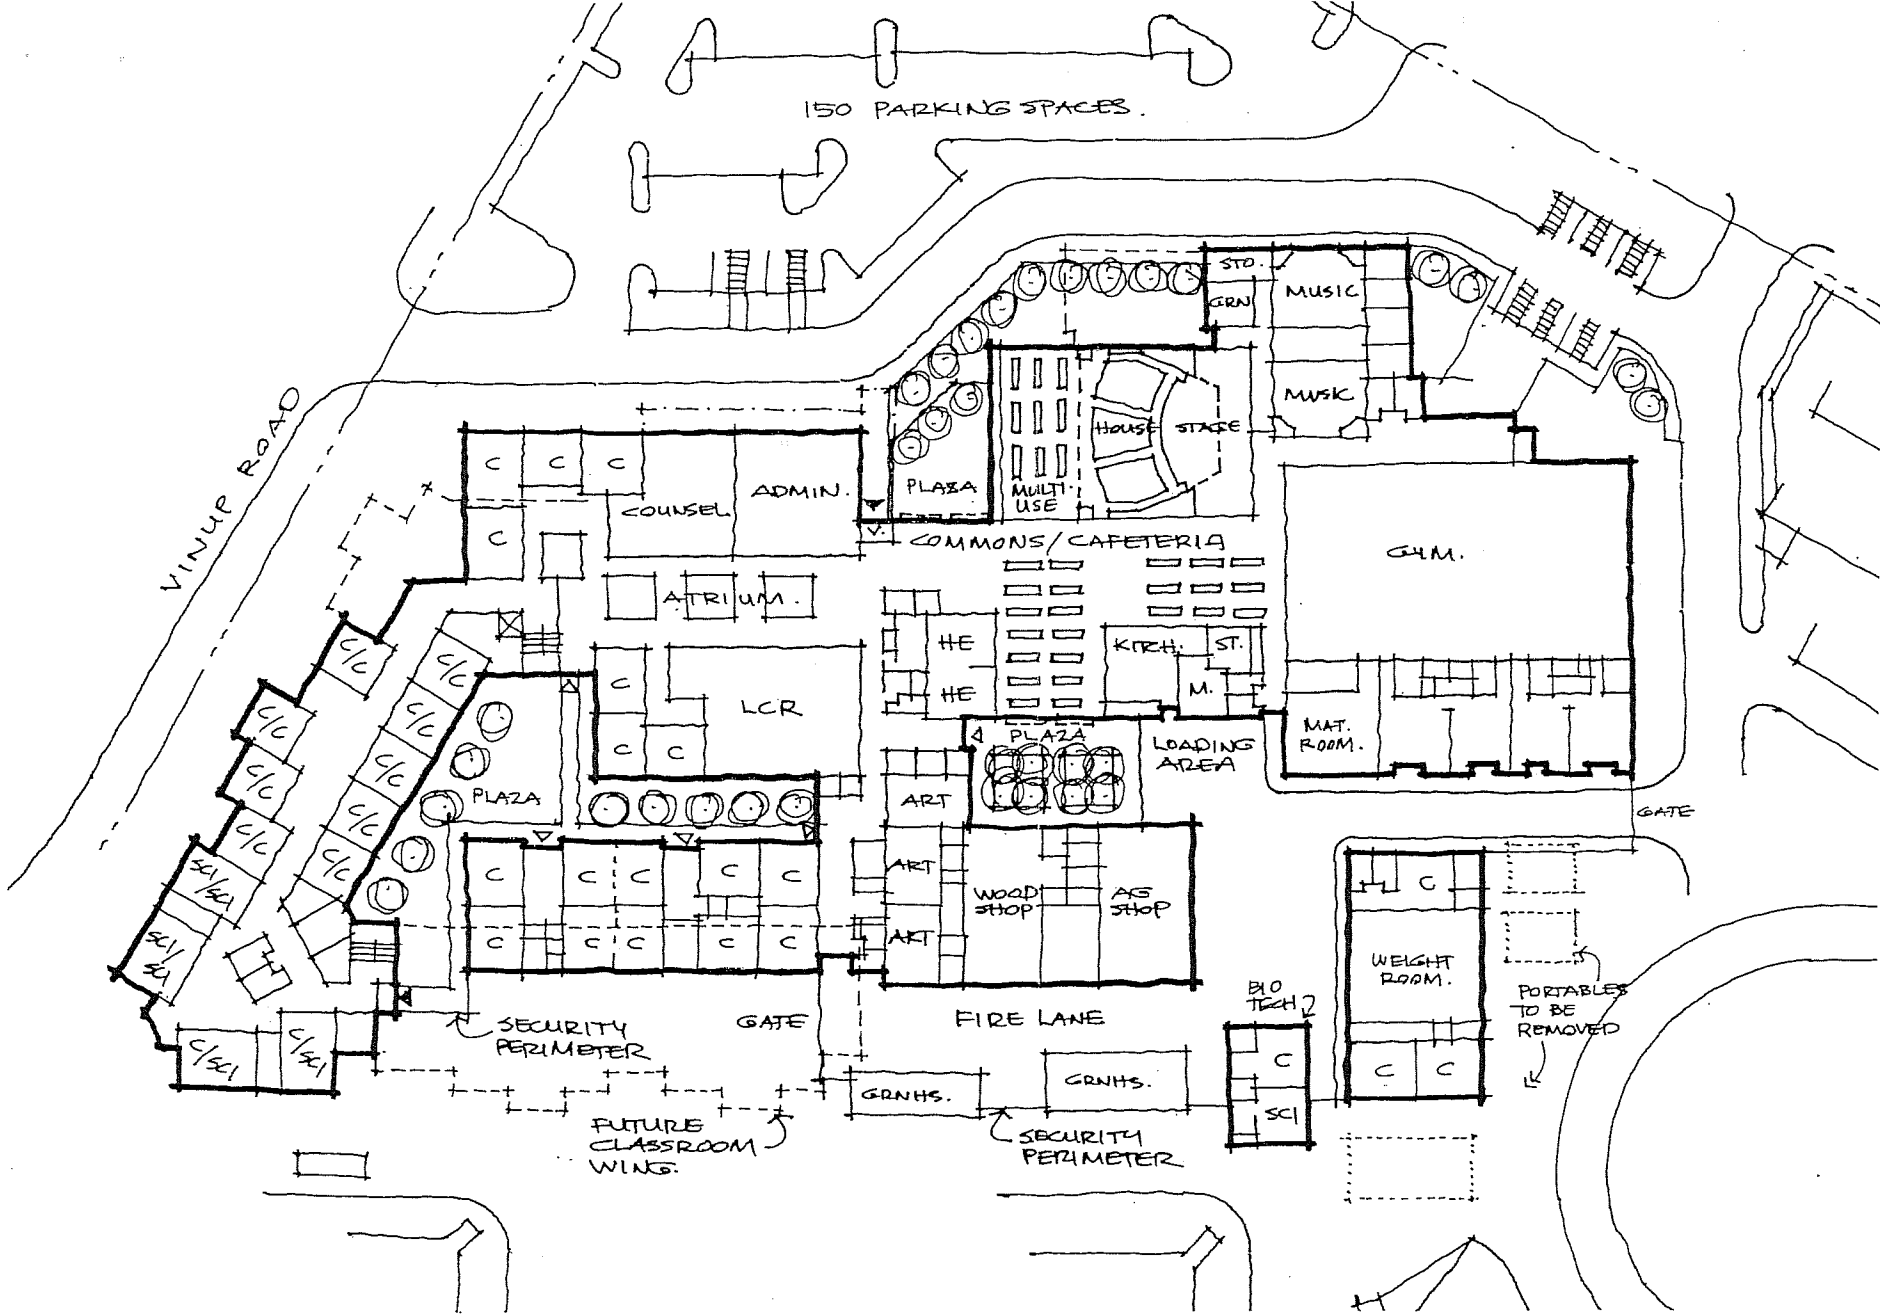 150 PARKING SPACES.
VINUP ROAD
STO.
GRN
MUSIC
MUSIC
HOUSE
STAGE
MULTI-
USE
PLAZA
C
C
C
C
COUNSEL
ADMIN.
COMMONS/CAFETERIA
GYM.
ATRIUM.
HE
HE
KITCH.
ST.
M.
C/C
C/C
C/C
C/C
C/C
C/C
C/C
C/C
C/C
SCI/SCI
SCI/
SCI
C/SCI
C/SCI
C
C
C
LCR
PLAZA
PLAZA
LOADING
AREA
MAT.
ROOM.
GATE
ART
ART
ART
WOOD
SHOP
AG
SHOP
C
C
C
C
C
C
C
C
C
C
C
WEIGHT
ROOM.
C
C
PORTABLES
TO BE
REMOVED
BIO
TECH
C
SCI
SECURITY
PERIMETER
GATE
FIRE LANE
GRNHS.
GRNHS.
FUTURE
CLASSROOM
WING.
SECURITY
PERIMETER